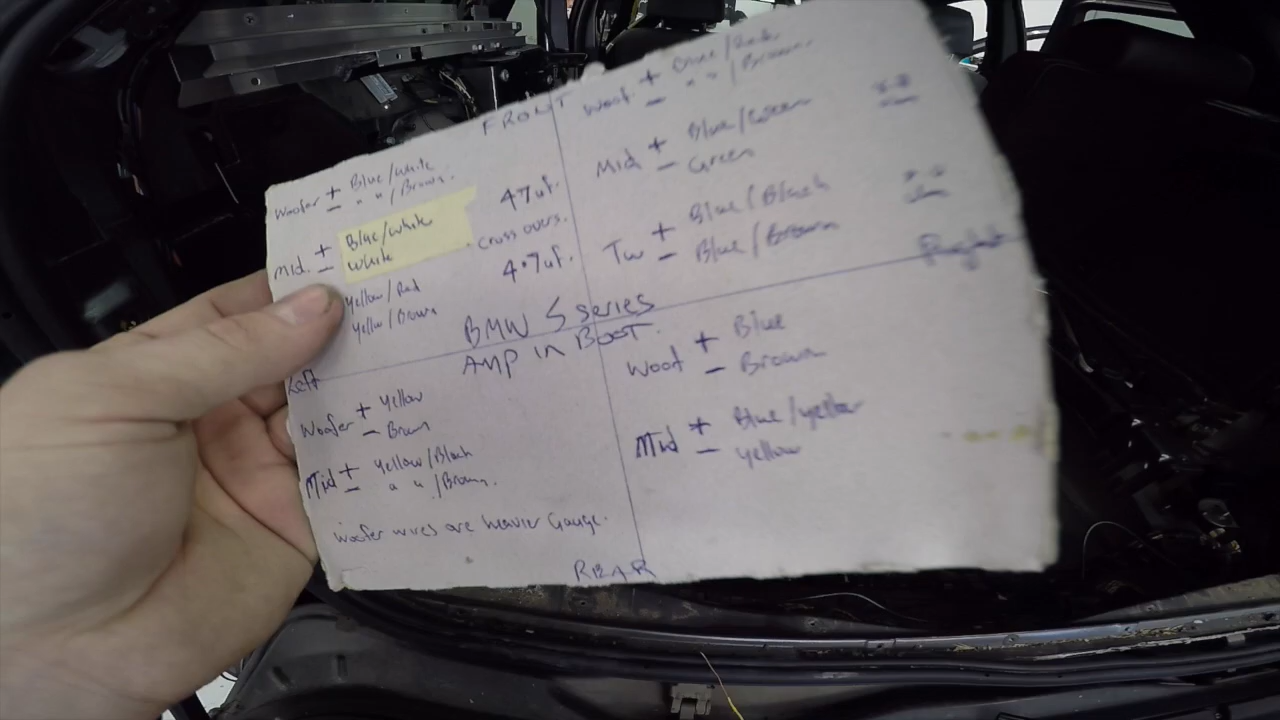 FRONT
Woofer + Blue/White
- " " /Brown.
Mid. + Blue/White
- White
Yellow/Red
Yellow/Brown
47uf.
Cross overs.
4.7uf.
Woof + /Red
- " " /Brown.
Mid + Blue/Green
- Green
Tw + Blue/Black
- Blue/Brown
BMW 5 series
AMP in BOOT.
Left
Right
Woofer + Yellow
- Brown
Mid + Yellow/Black
- " " /Brown.
Woofer wires are heavier Gauge.
Woof + Blue
- Brown
Mid + Blue/Yellow
- Yellow
REAR